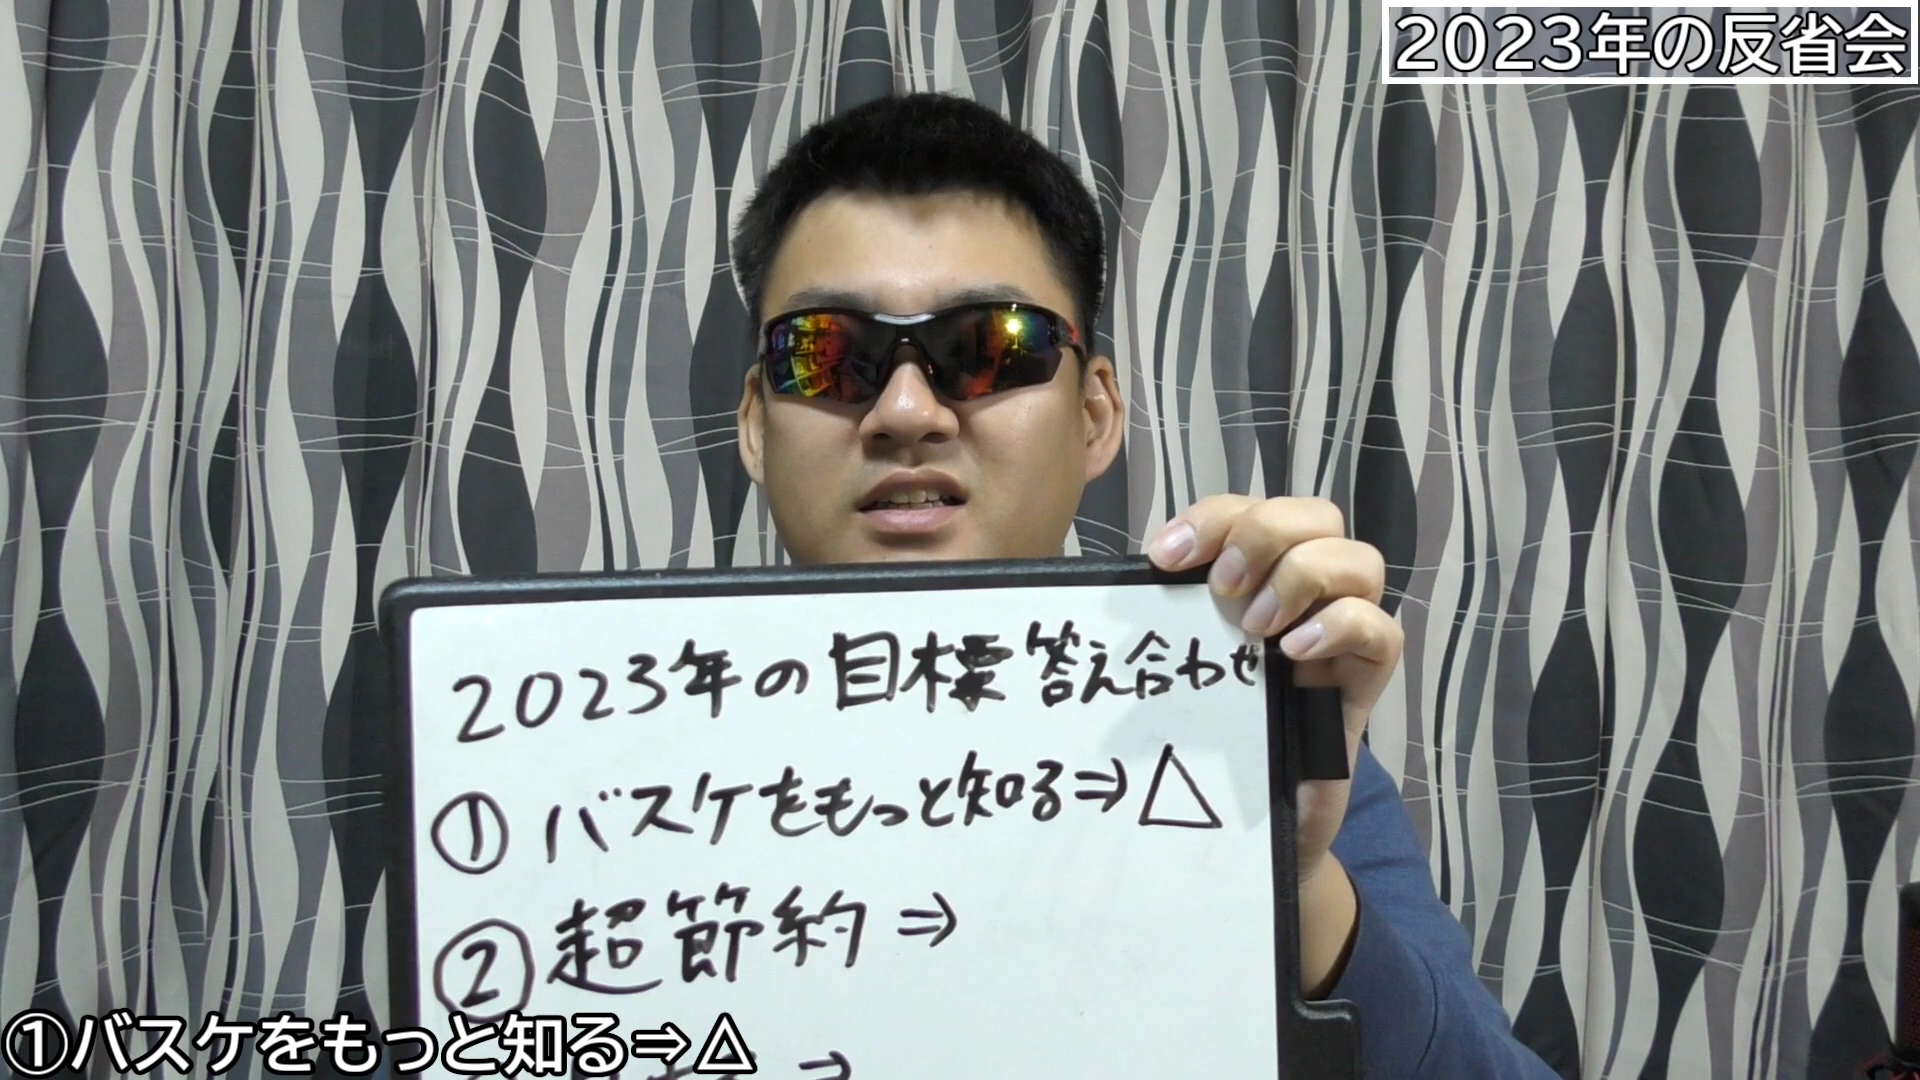 2023年の反省会
2023年の目標答え合わせ
① バスケをもっと知る⇒△
② 超節約⇒
①バスケをもっと知る⇒△